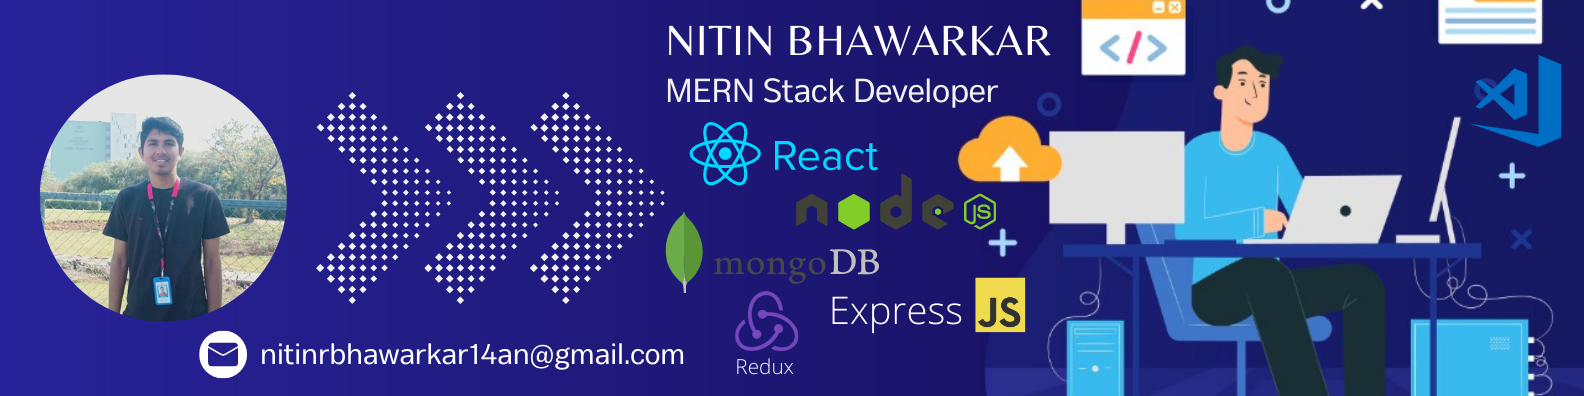 NITIN BHAWARKAR
MERN Stack Developer
</>
React
node
JS
mongoDB
Express JS
Redux
nitinrbhawarkar14an@gmail.com